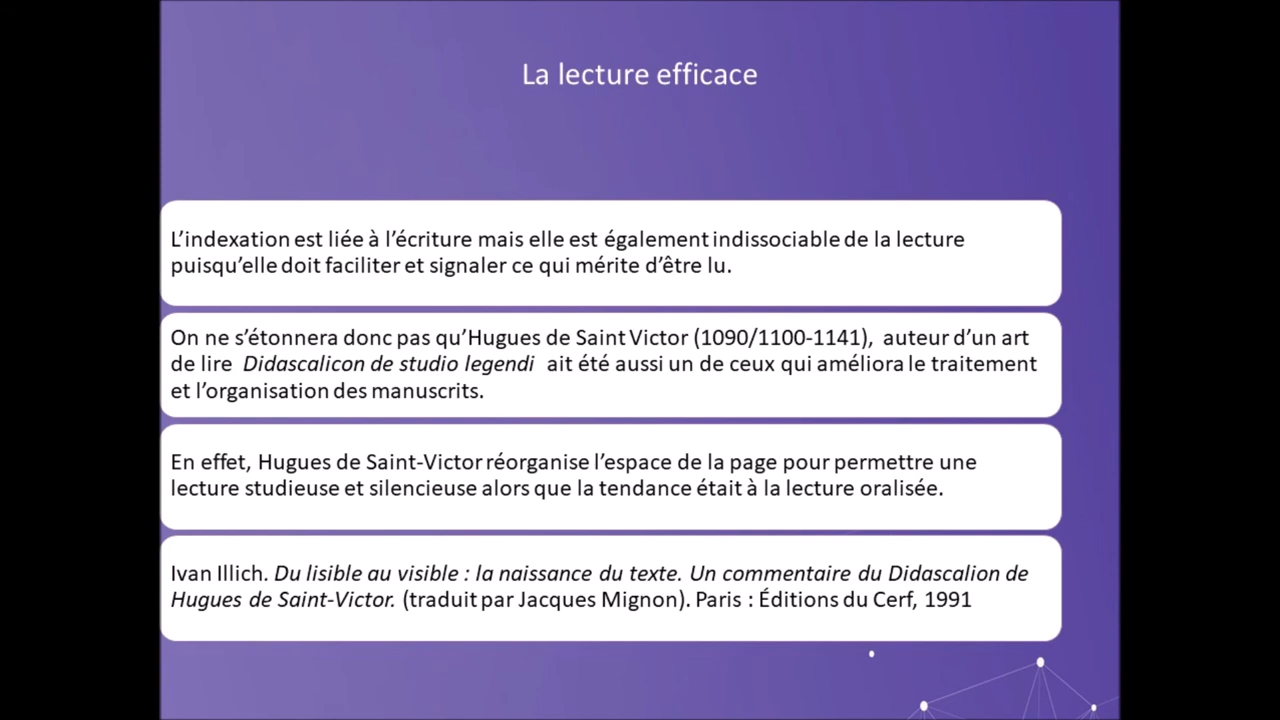 La lecture efficace
L’indexation est liée à l’écriture mais elle est également indissociable de la lecture
puisqu’elle doit faciliter et signaler ce qui mérite d’être lu.
On ne s’étonnera donc pas qu’Hugues de Saint Victor (1090/1100-1141), auteur d’un art
de lire Didascalicon de studio legendi ait été aussi un de ceux qui améliora le traitement
et l’organisation des manuscrits.
En effet, Hugues de Saint-Victor réorganise l’espace de la page pour permettre une
lecture studieuse et silencieuse alors que la tendance était à la lecture oralisée.
Ivan Illich. Du lisible au visible : la naissance du texte. Un commentaire du Didascalion de
Hugues de Saint-Victor. (traduit par Jacques Mignon). Paris : Éditions du Cerf, 1991